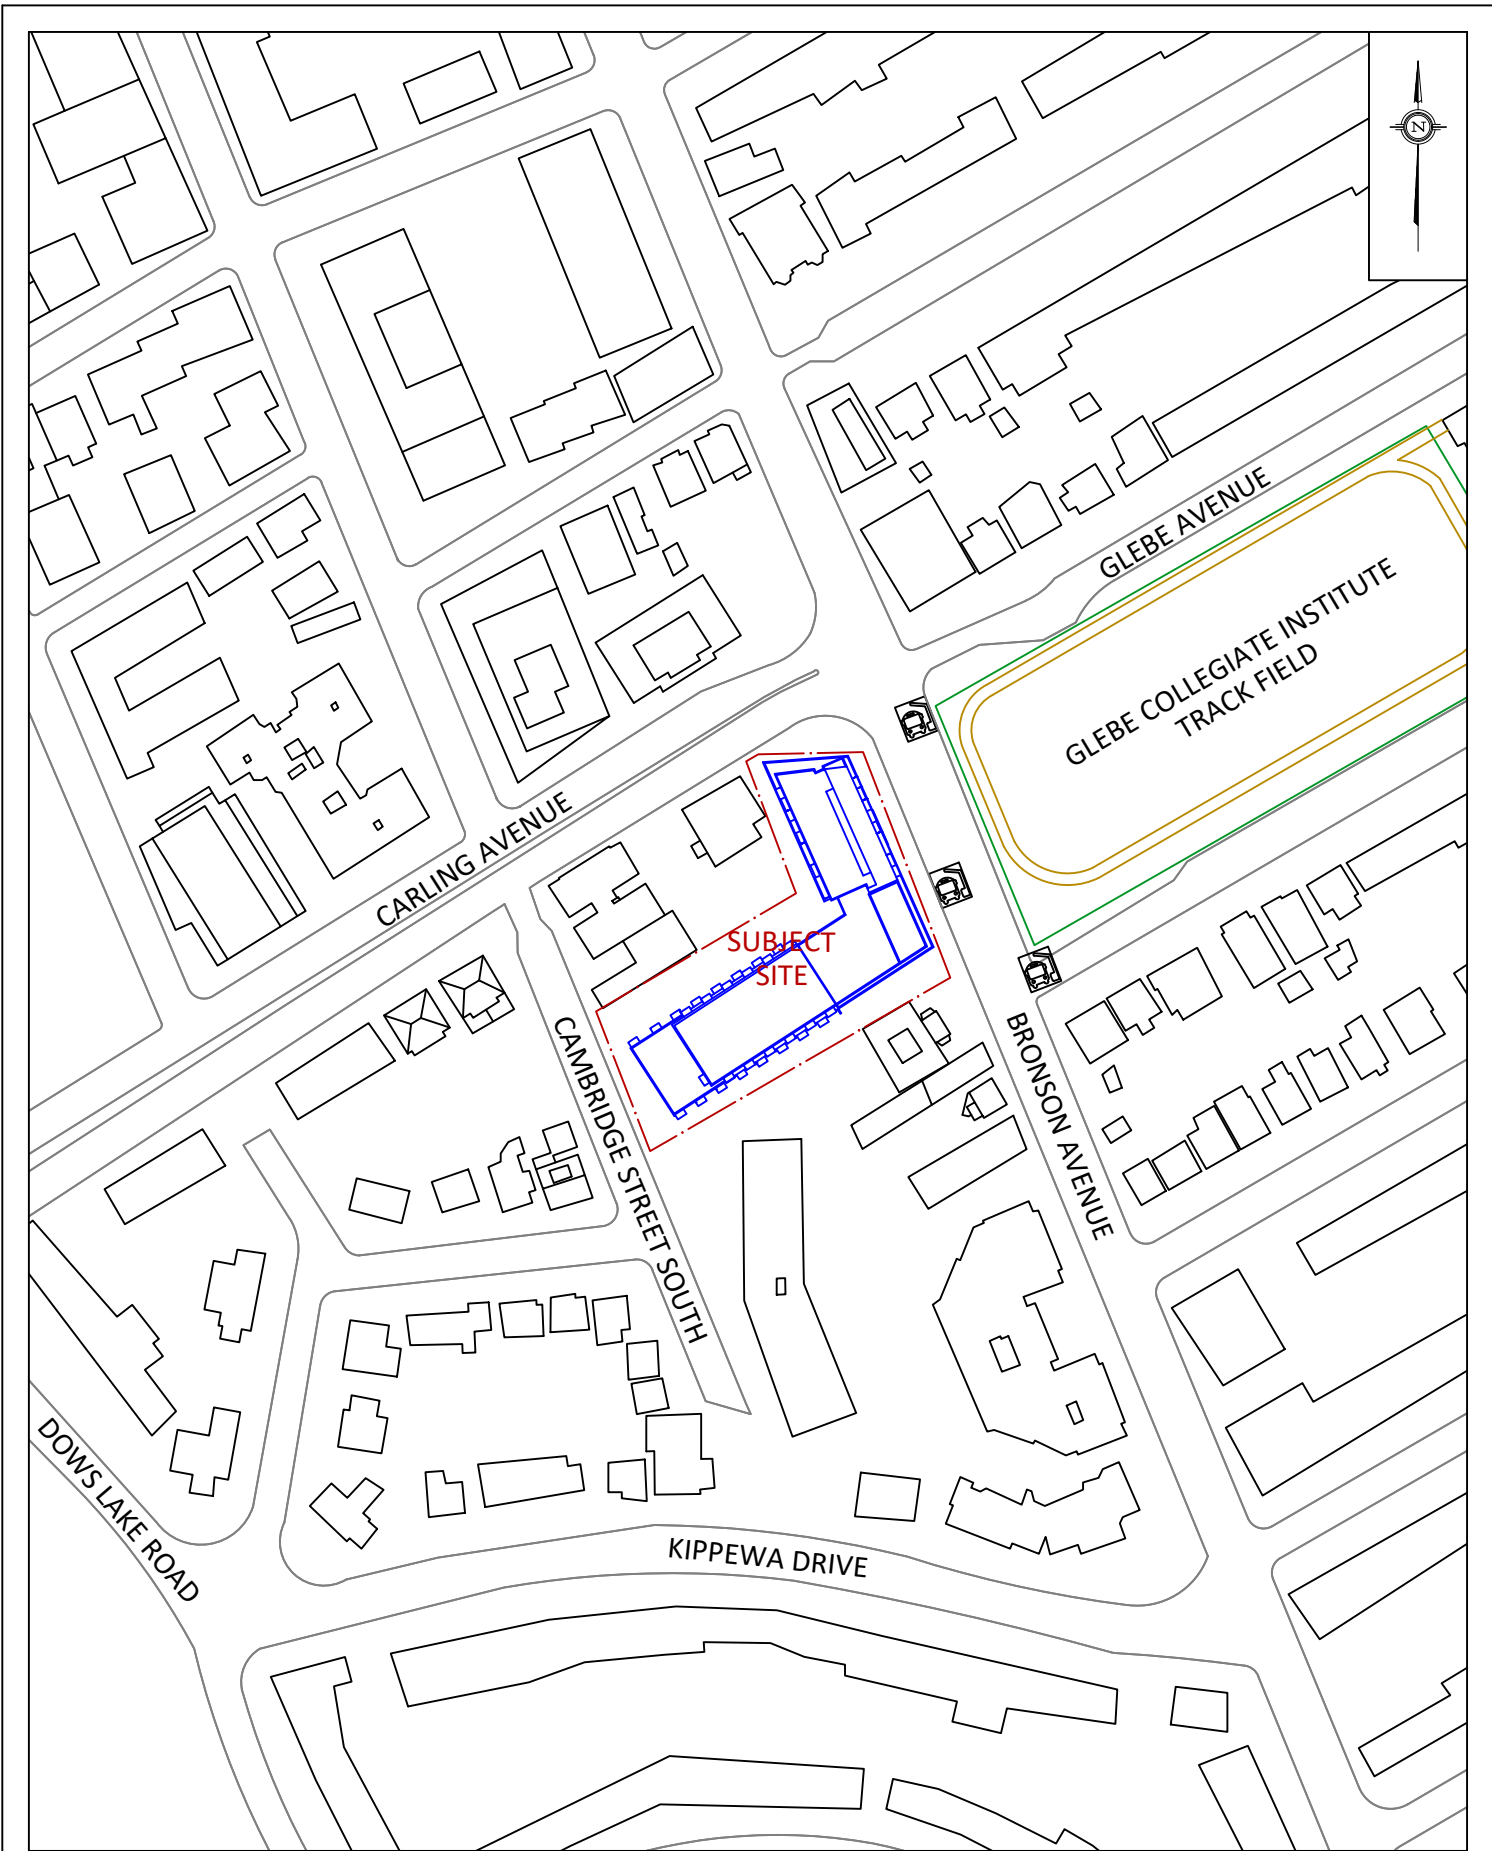 N
GLEBE AVENUE
GLEBE COLLEGIATE INSTITUTE
TRACK FIELD
CARLING AVENUE
SUBJECT
SITE
CAMBRIDGE STREET SOUTH
BRONSON AVENUE
DOWS LAKE ROAD
KIPPEWA DRIVE